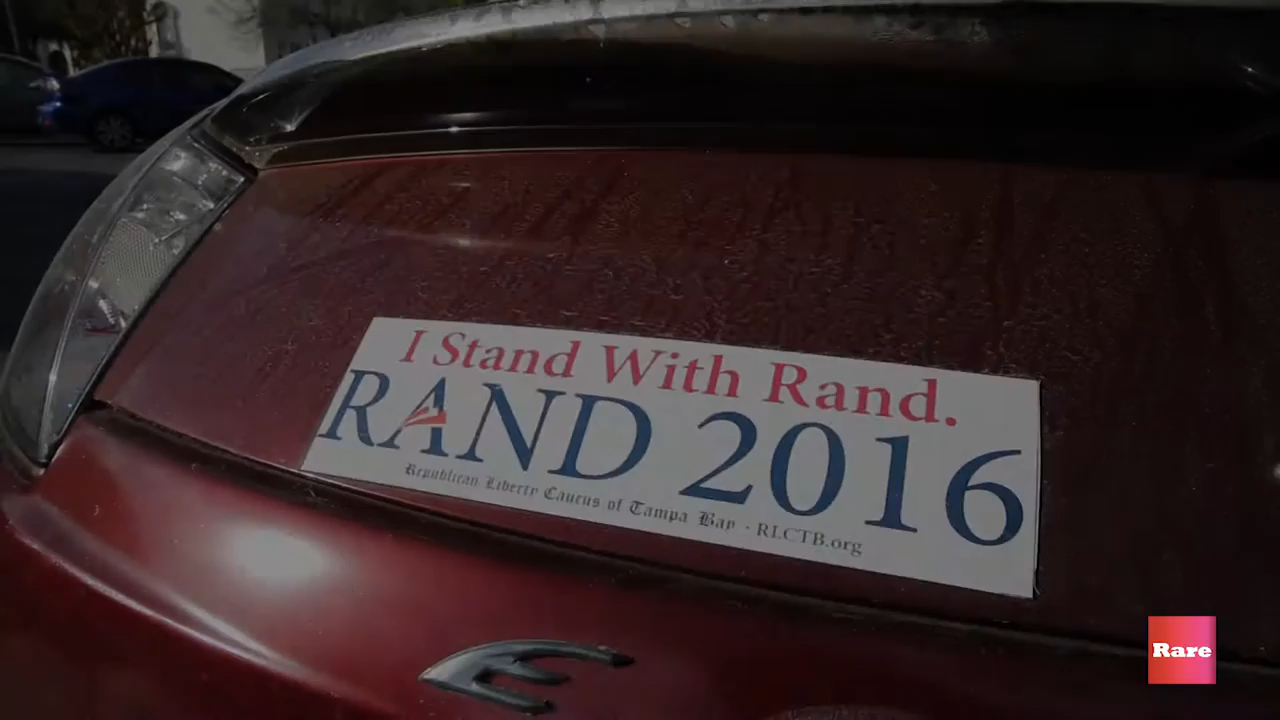 I Stand With Rand.
RAND 2016
Republican Liberty Caucus of Tampa Bay · RLCTB.org
Rare